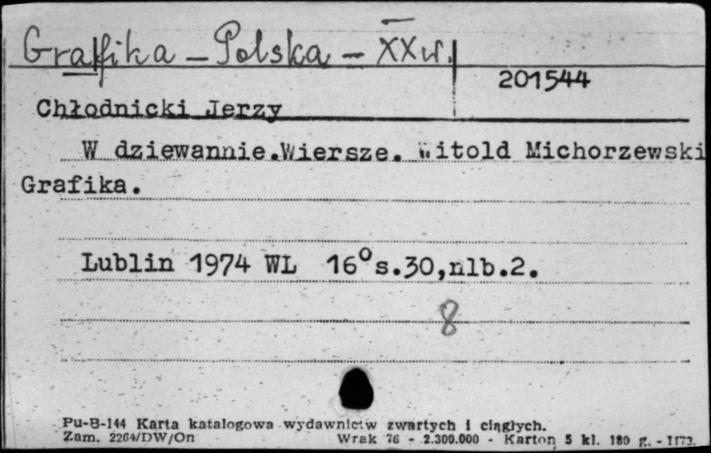 Grafika – Polska – XX w.
201544
Chłodnicki Jerzy
W dziewannie.Wiersze. Witold Michorzewski
Grafika.
Lublin 1974 WL 16°s.30,nlb.2.
8
Pu-B-144 Karta katalogowa wydawnictw zwartych i ciągłych.
Zam. 2264/DW/On Wrak 76 - 2.300.000 - Karton 5 kl. 180 g. - II73.